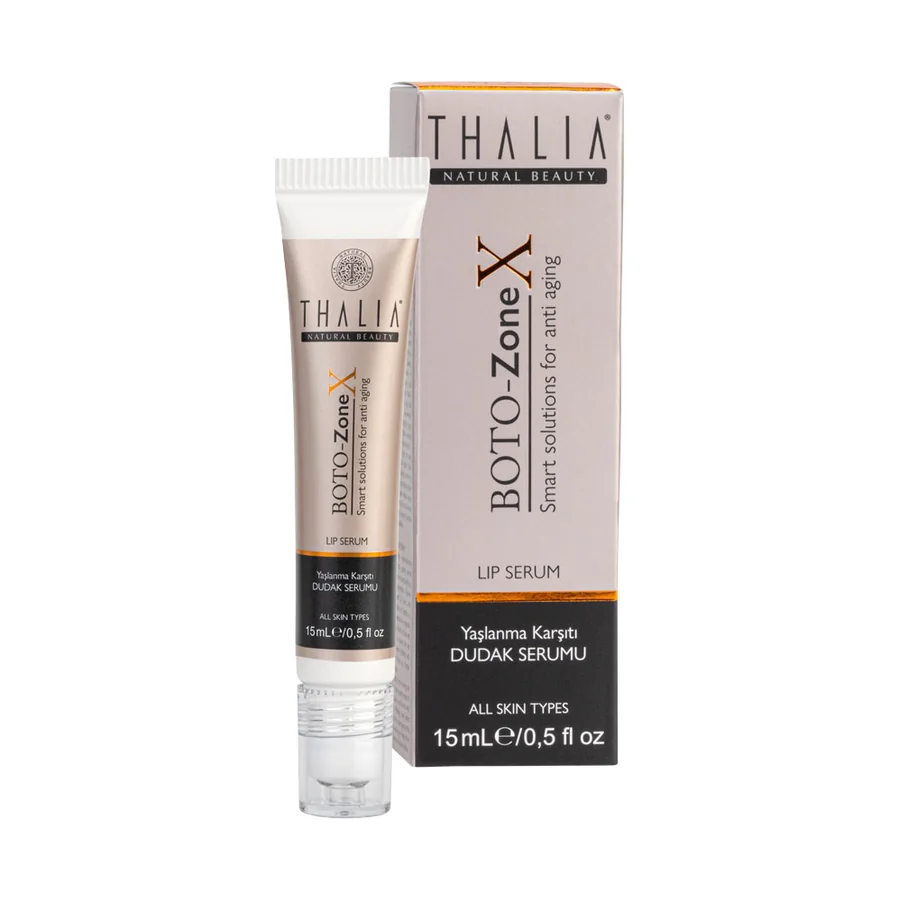 THALIA®
NATURAL BEAUTY
BOTO-Zone X
Smart solutions for anti aging
LIP SERUM
Yaşlanma Karşıtı
DUDAK SERUMU
ALL SKIN TYPES
15 mL℮/0,5 fl oz
THALIA®
NATURAL BEAUTY
BOTO-Zone X
Smart solutions for anti aging
LIP SERUM
Yaşlanma Karşıtı
DUDAK SERUMU
ALL SKIN TYPES
15 mL℮/0,5 fl oz